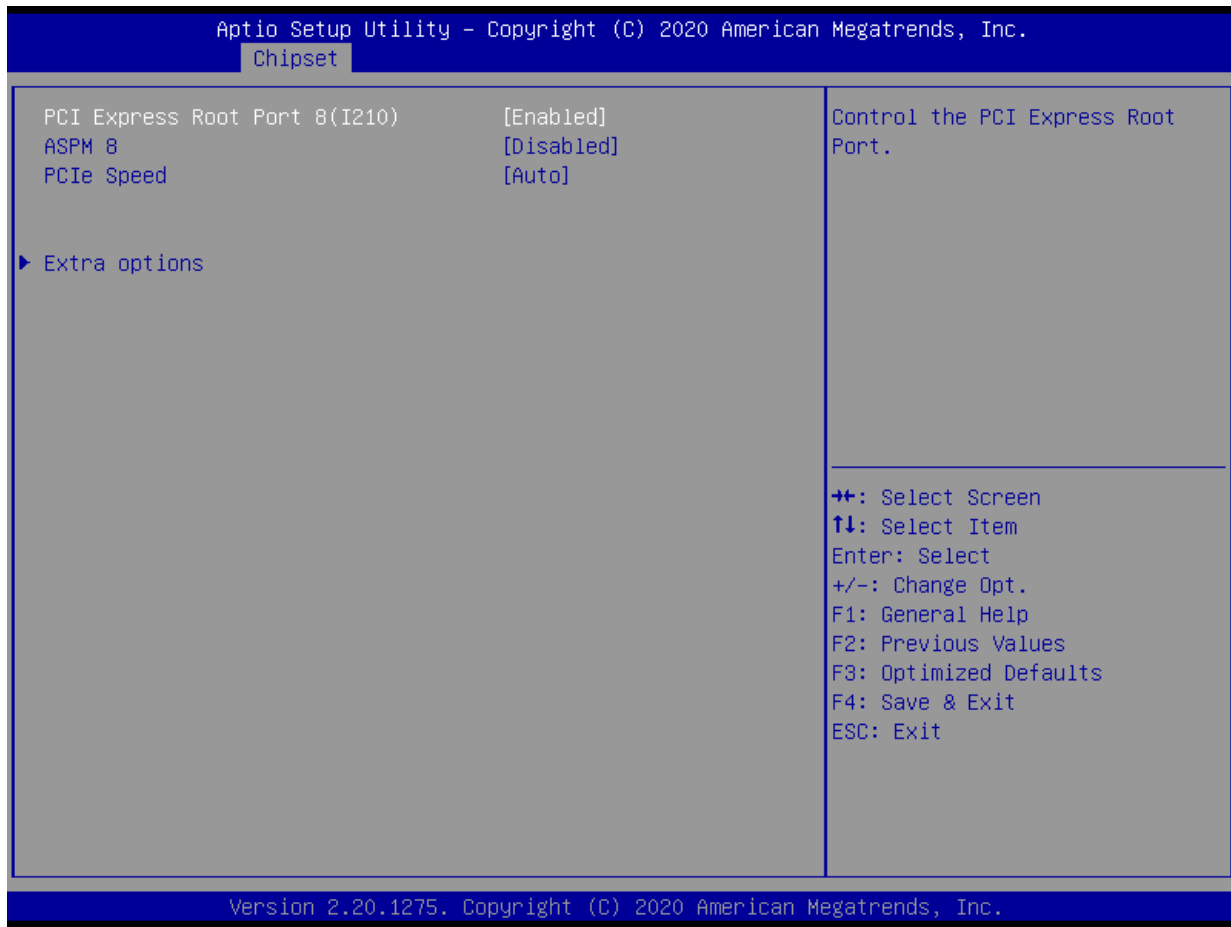 Aptio Setup Utility – Copyright (C) 2020 American Megatrends, Inc.
Chipset
PCI Express Root Port 8(I210) [Enabled]
ASPM 8 [Disabled]
PCIe Speed [Auto]
▶ Extra options
Control the PCI Express Root
Port.
→←: Select Screen
↑↓: Select Item
Enter: Select
+/-: Change Opt.
F1: General Help
F2: Previous Values
F3: Optimized Defaults
F4: Save & Exit
ESC: Exit
Version 2.20.1275. Copyright (C) 2020 American Megatrends, Inc.